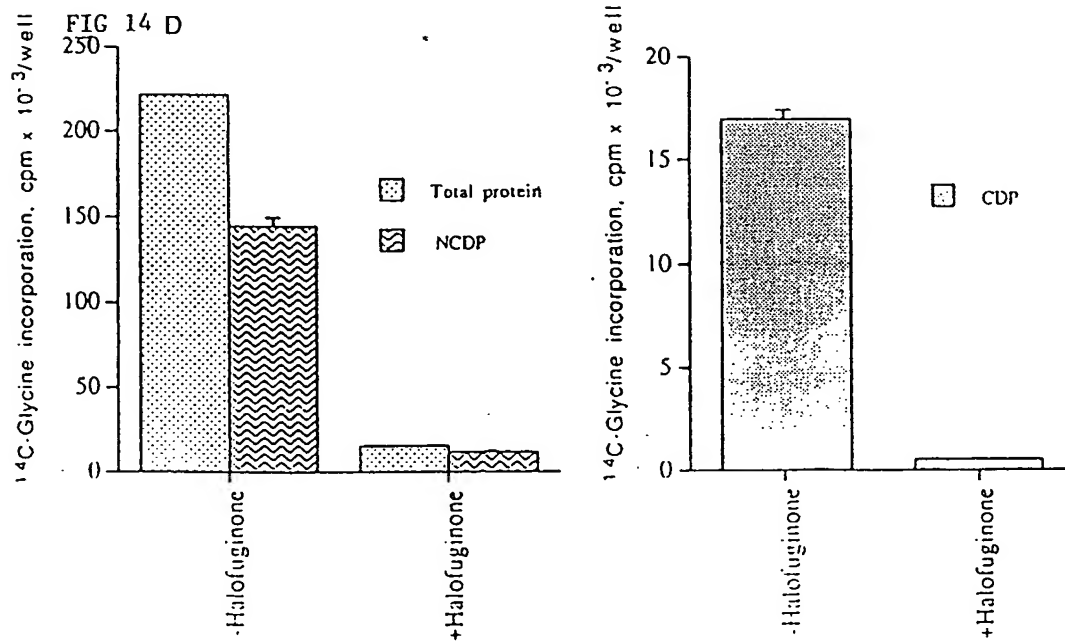 FIG 14 D
¹⁴C-Glycine incorporation, cpm x 10⁻³/well
250
200
150
100
50
0
Total protein
NCDP
-Halofuginone
+Halofuginone
¹⁴C-Glycine incorporation, cpm x 10⁻³/well
20
15
10
5
0
CDP
-Halofuginone
+Halofuginone